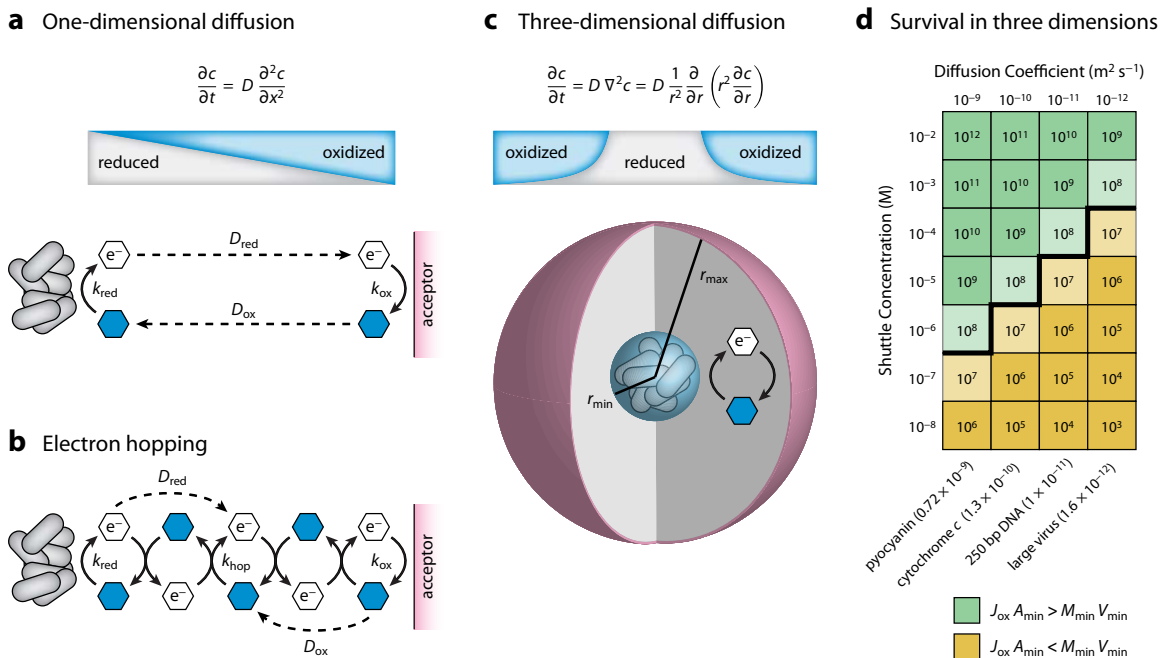 a One-dimensional diffusion
∂c/∂t = D ∂²c/∂x²
reduced
oxidized
D_red
e⁻
e⁻
k_red
k_ox
D_ox
acceptor
b Electron hopping
D_red
e⁻
e⁻
e⁻
k_red
k_hop
k_ox
e⁻
e⁻
D_ox
acceptor
c Three-dimensional diffusion
∂c/∂t = D ∇²c = D 1/r² ∂/∂r (r² ∂c/∂r)
oxidized
reduced
oxidized
r_max
e⁻
r_min
d Survival in three dimensions
Diffusion Coefficient (m² s⁻¹)
10⁻⁹ 10⁻¹⁰ 10⁻¹¹ 10⁻¹²
Shuttle Concentration (M)
10⁻² 10¹² 10¹¹ 10¹⁰ 10⁹
10⁻³ 10¹¹ 10¹⁰ 10⁹ 10⁸
10⁻⁴ 10¹⁰ 10⁹ 10⁸ 10⁷
10⁻⁵ 10⁹ 10⁸ 10⁷ 10⁶
10⁻⁶ 10⁸ 10⁷ 10⁶ 10⁵
10⁻⁷ 10⁷ 10⁶ 10⁵ 10⁴
10⁻⁸ 10⁶ 10⁵ 10⁴ 10³
pyocyanin (0.72 × 10⁻⁹)
cytochrome c (1.3 × 10⁻¹⁰)
250 bp DNA (1 × 10⁻¹¹)
large virus (1.6 × 10⁻¹²)
J_ox A_min > M_min V_min
J_ox A_min < M_min V_min